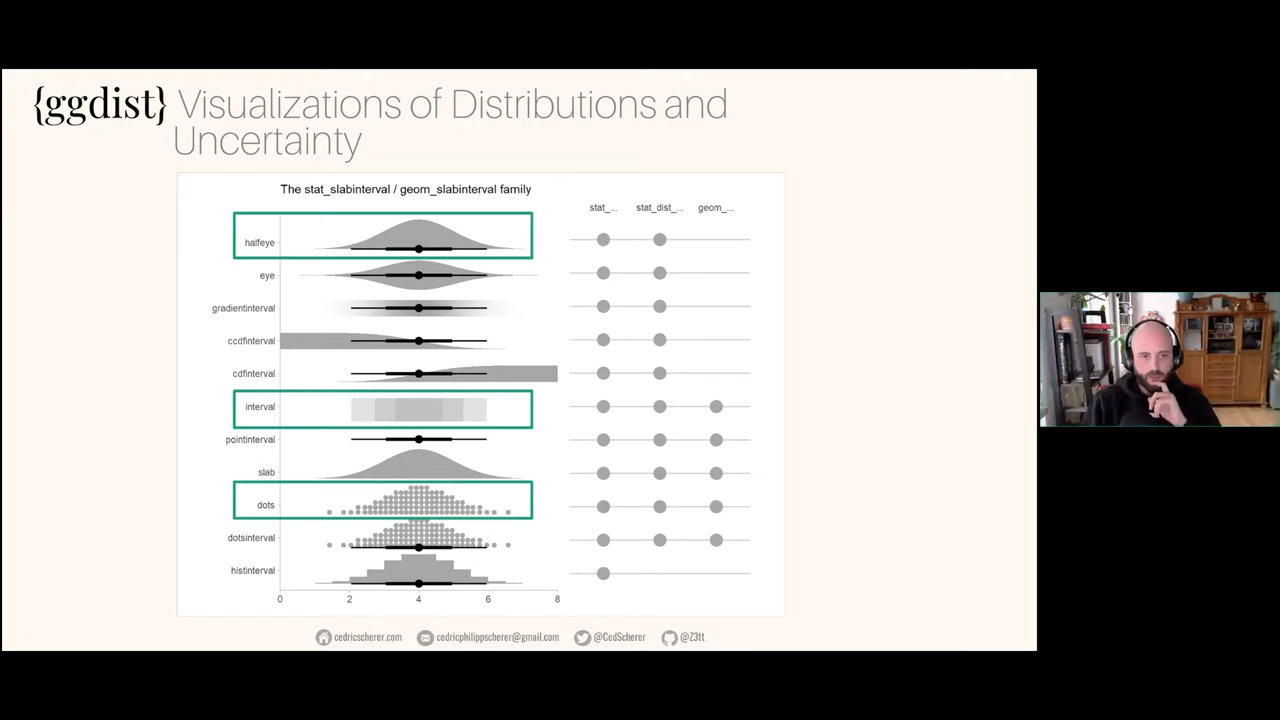 {ggdist} Visualizations of Distributions and
Uncertainty
The stat_slabinterval / geom_slabinterval family
stat_... stat_dist_... geom_...
halfeye
eye
gradientinterval
ccdfinterval
cdfinterval
interval
pointinterval
slab
dots
dotsinterval
histinterval
0 2 4 6 8
cedricscherer.com cedricphilippscherer@gmail.com @CedScherer @Z3tt